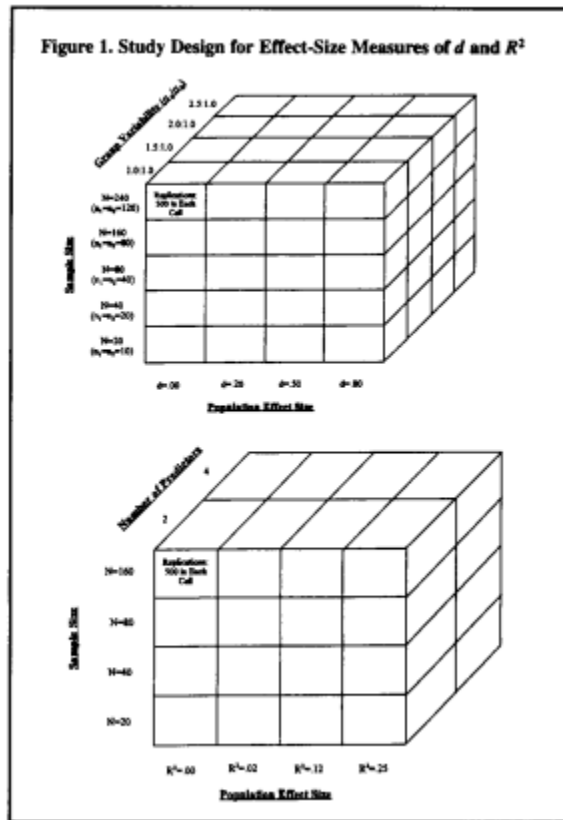 Figure 1. Study Design for Effect-Size Measures of d and R²
Group Variability (σ₁:σ₂)
2.5:1.0
2.0:1.0
1.5:1.0
1.0:1.0
Sample Size
N=240
(n₁=n₂=120)
N=160
(n₁=n₂=80)
N=80
(n₁=n₂=40)
N=40
(n₁=n₂=20)
N=20
(n₁=n₂=10)
Replications:
500 in Each
Cell
d=.00 d=.20 d=.50 d=.80
Population Effect Size
Number of Predictors
4
2
Sample Size
N=160
N=80
N=40
N=20
Replications:
500 in Each
Cell
R²=.00 R²=.02 R²=.13 R²=.25
Population Effect Size